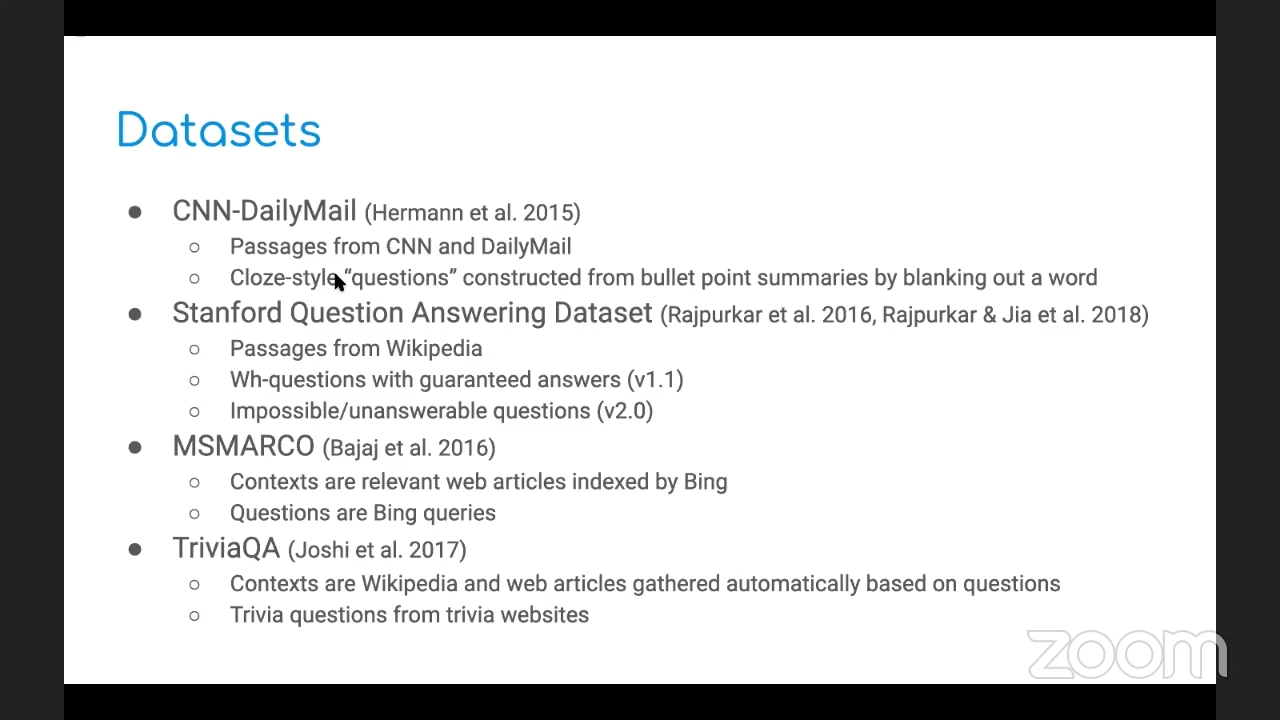 Datasets
● CNN-DailyMail (Hermann et al. 2015)
○ Passages from CNN and DailyMail
○ Cloze-style “questions” constructed from bullet point summaries by blanking out a word
● Stanford Question Answering Dataset (Rajpurkar et al. 2016, Rajpurkar & Jia et al. 2018)
○ Passages from Wikipedia
○ Wh-questions with guaranteed answers (v1.1)
○ Impossible/unanswerable questions (v2.0)
● MSMARCO (Bajaj et al. 2016)
○ Contexts are relevant web articles indexed by Bing
○ Questions are Bing queries
● TriviaQA (Joshi et al. 2017)
○ Contexts are Wikipedia and web articles gathered automatically based on questions
○ Trivia questions from trivia websites
zoom